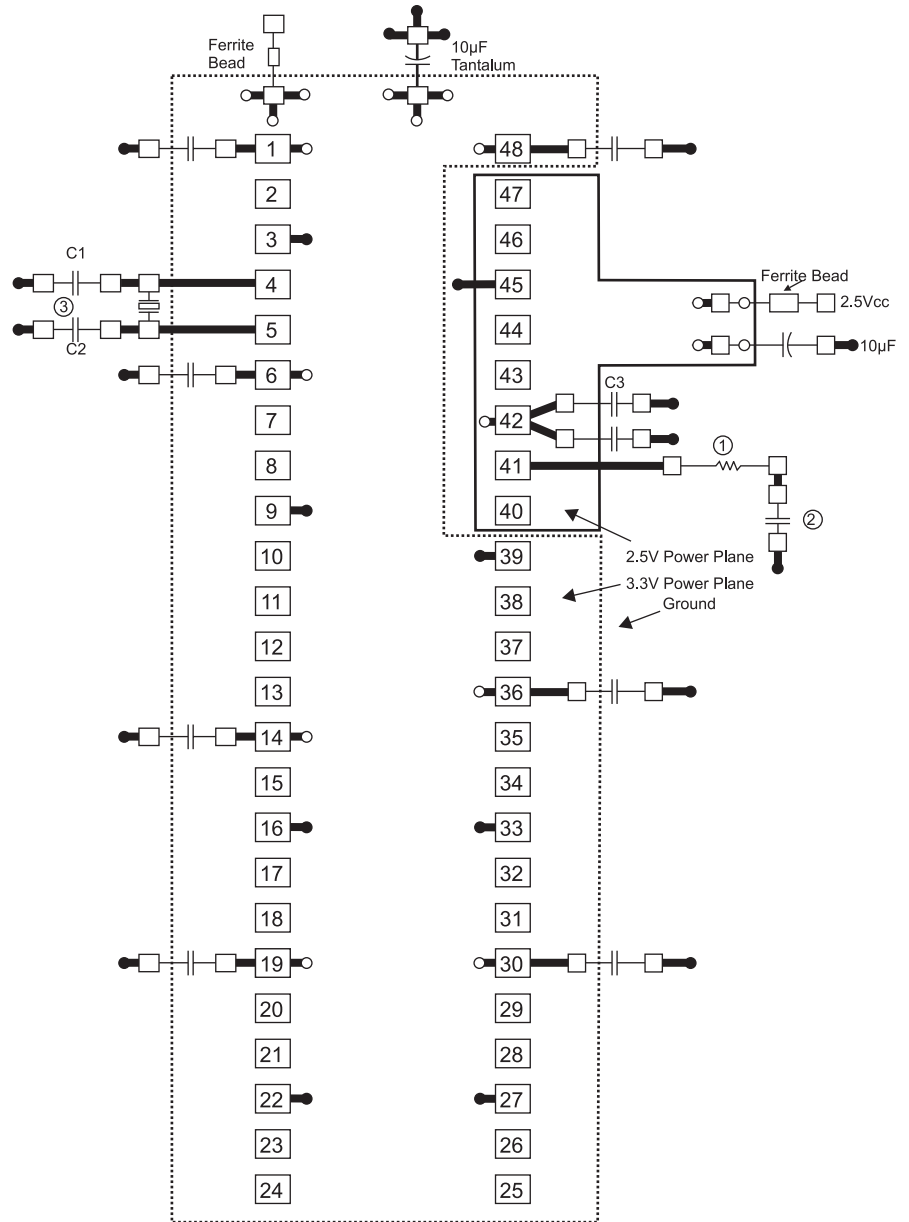 Ferrite
Bead
10µF
Tantalum
1 48
2 47
3 46
C1
4 45
Ferrite Bead
2.5Vcc
③
5 44
C2
10µF
6 43
C3
7 42
①
8 41
②
9 40
2.5V Power Plane
10 39
3.3V Power Plane
Ground
11 38
12 37
13 36
14 35
15 34
16 33
17 32
18 31
19 30
20 29
21 28
22 27
23 26
24 25